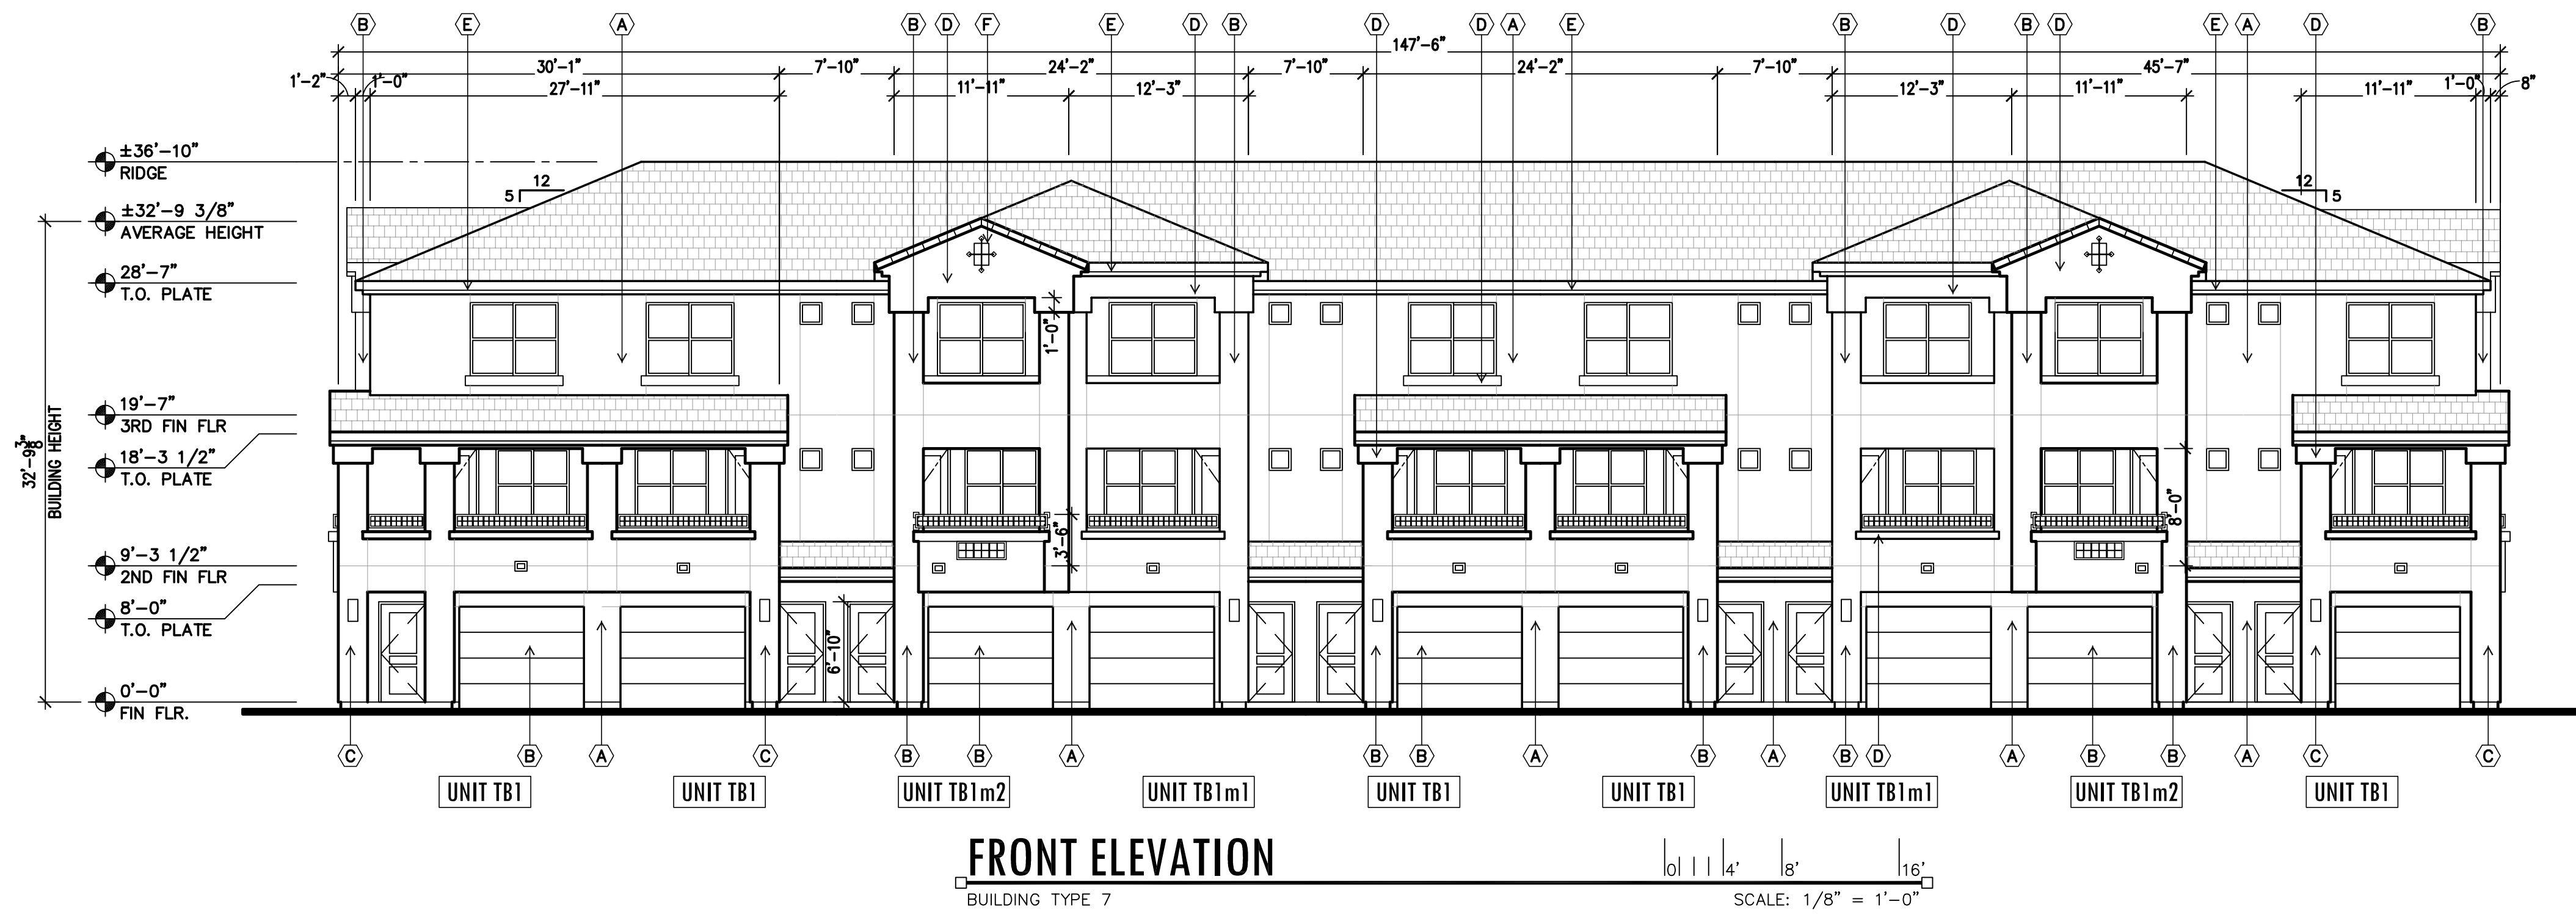 B E A B D F E D B D D A E B D B D E A D B
147'-6"
30'-1" 7'-10" 24'-2" 7'-10" 24'-2" 7'-10" 45'-7"
1'-2" 1'-0" 27'-11" 11'-11" 12'-3" 12'-3" 11'-11" 11'-11" 1'-0" 8"
±36'-10"
RIDGE
12
5
12
5
±32'-9 3/8"
AVERAGE HEIGHT
28'-7"
T.O. PLATE
1'-0"
19'-7"
3RD FIN FLR
18'-3 1/2"
T.O. PLATE
32'-9 3/8"
BUILDING HEIGHT
8'-0"
3'-6"
9'-3 1/2"
2ND FIN FLR
8'-0"
T.O. PLATE
6'-10"
0'-0"
FIN FLR.
C B A C B B A B B A B A B D A B B A C C
UNIT TB1 UNIT TB1 UNIT TB1m2 UNIT TB1m1 UNIT TB1 UNIT TB1 UNIT TB1m1 UNIT TB1m2 UNIT TB1
FRONT ELEVATION
0 4' 8' 16'
BUILDING TYPE 7
SCALE: 1/8" = 1'-0"